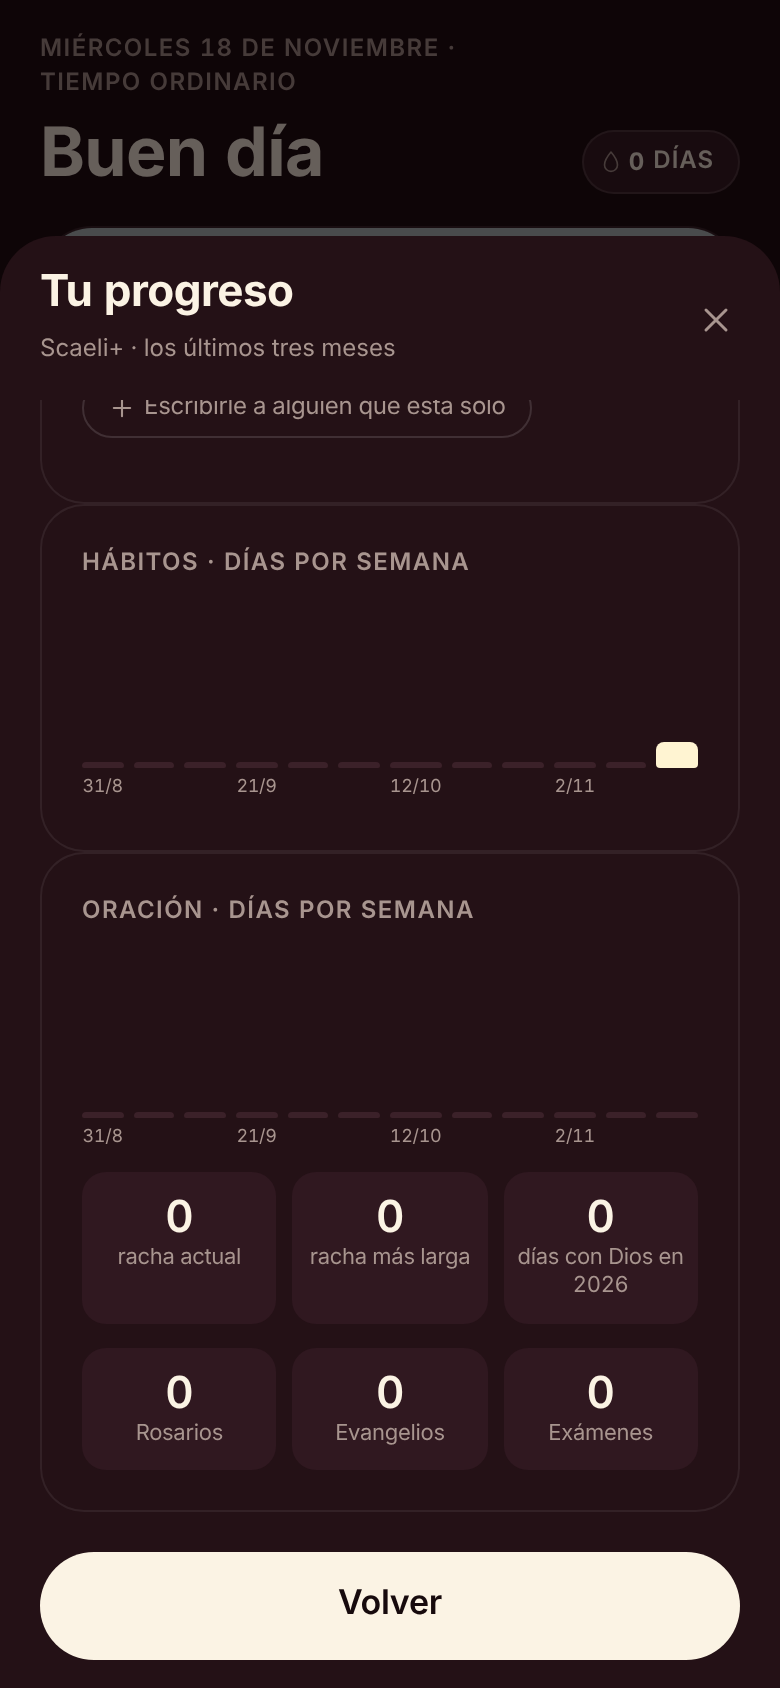 MIÉRCOLES 18 DE NOVIEMBRE ·
TIEMPO ORDINARIO
Buen día
0 DÍAS
Tu progreso
Scaeli+ · los últimos tres meses
+ Escribirle a alguien que está solo
HÁBITOS · DÍAS POR SEMANA
31/8 21/9 12/10 2/11
ORACIÓN · DÍAS POR SEMANA
31/8 21/9 12/10 2/11
0 0 0
racha actual racha más larga días con Dios en
2026
0 0 0
Rosarios Evangelios Exámenes
Volver